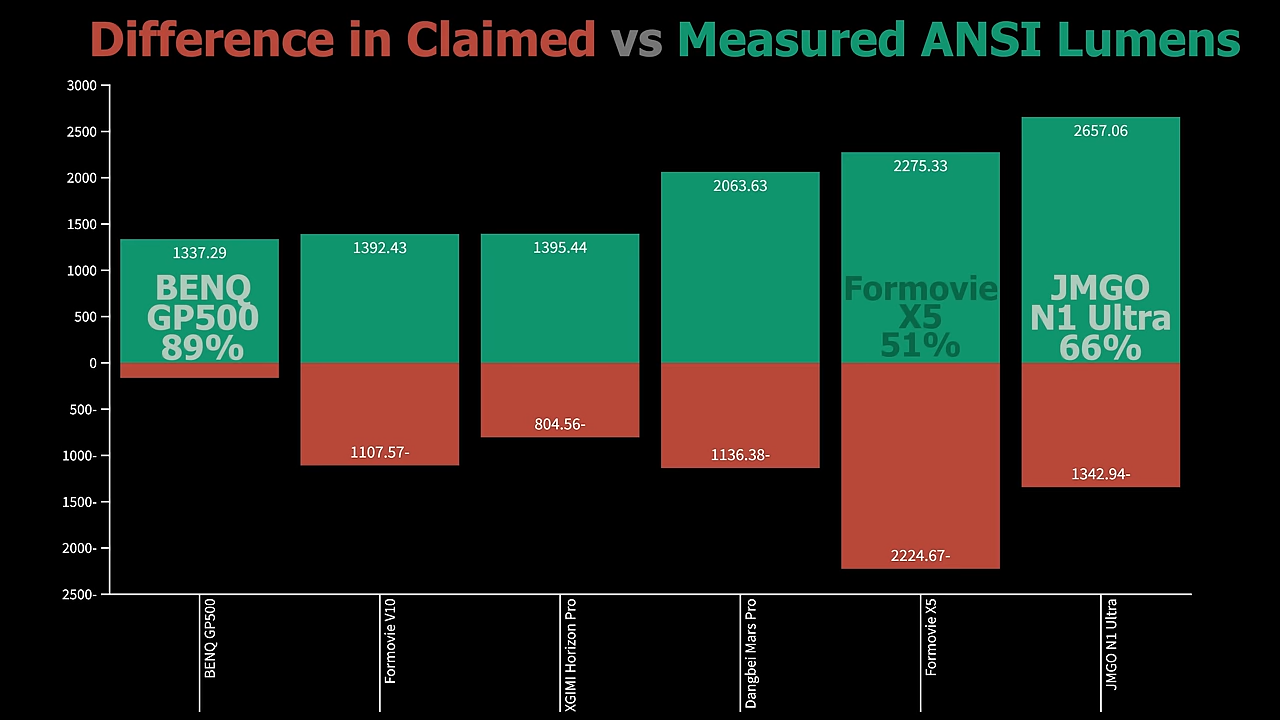 Difference in Claimed vs Measured ANSI Lumens
3000
2500
2000
1500
1000
500
0
500-
1000-
1500-
2000-
2500-
1337.29
1392.43
1395.44
2063.63
2275.33
2657.06
BENQ
GP500
89%
Formovie
X5
51%
JMGO
N1 Ultra
66%
1107.57-
804.56-
1136.38-
2224.67-
1342.94-
BENQ GP500
Formovie V10
XGIMI Horizon Pro
Dangbei Mars Pro
Formovie X5
JMGO N1 Ultra